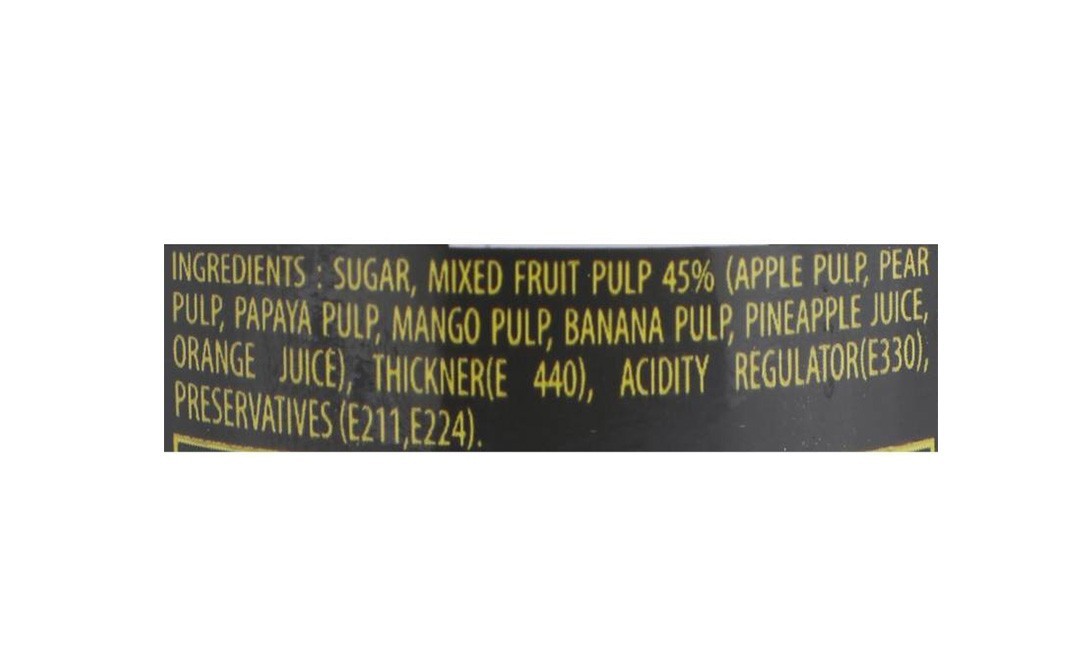 INGREDIENTS : SUGAR, MIXED FRUIT PULP 45% (APPLE PULP, PEAR
PULP, PAPAYA PULP, MANGO PULP, BANANA PULP, PINEAPPLE JUICE,
ORANGE JUICE), THICKNER(E 440), ACIDITY REGULATOR(E330),
PRESERVATIVES (E211,E224).